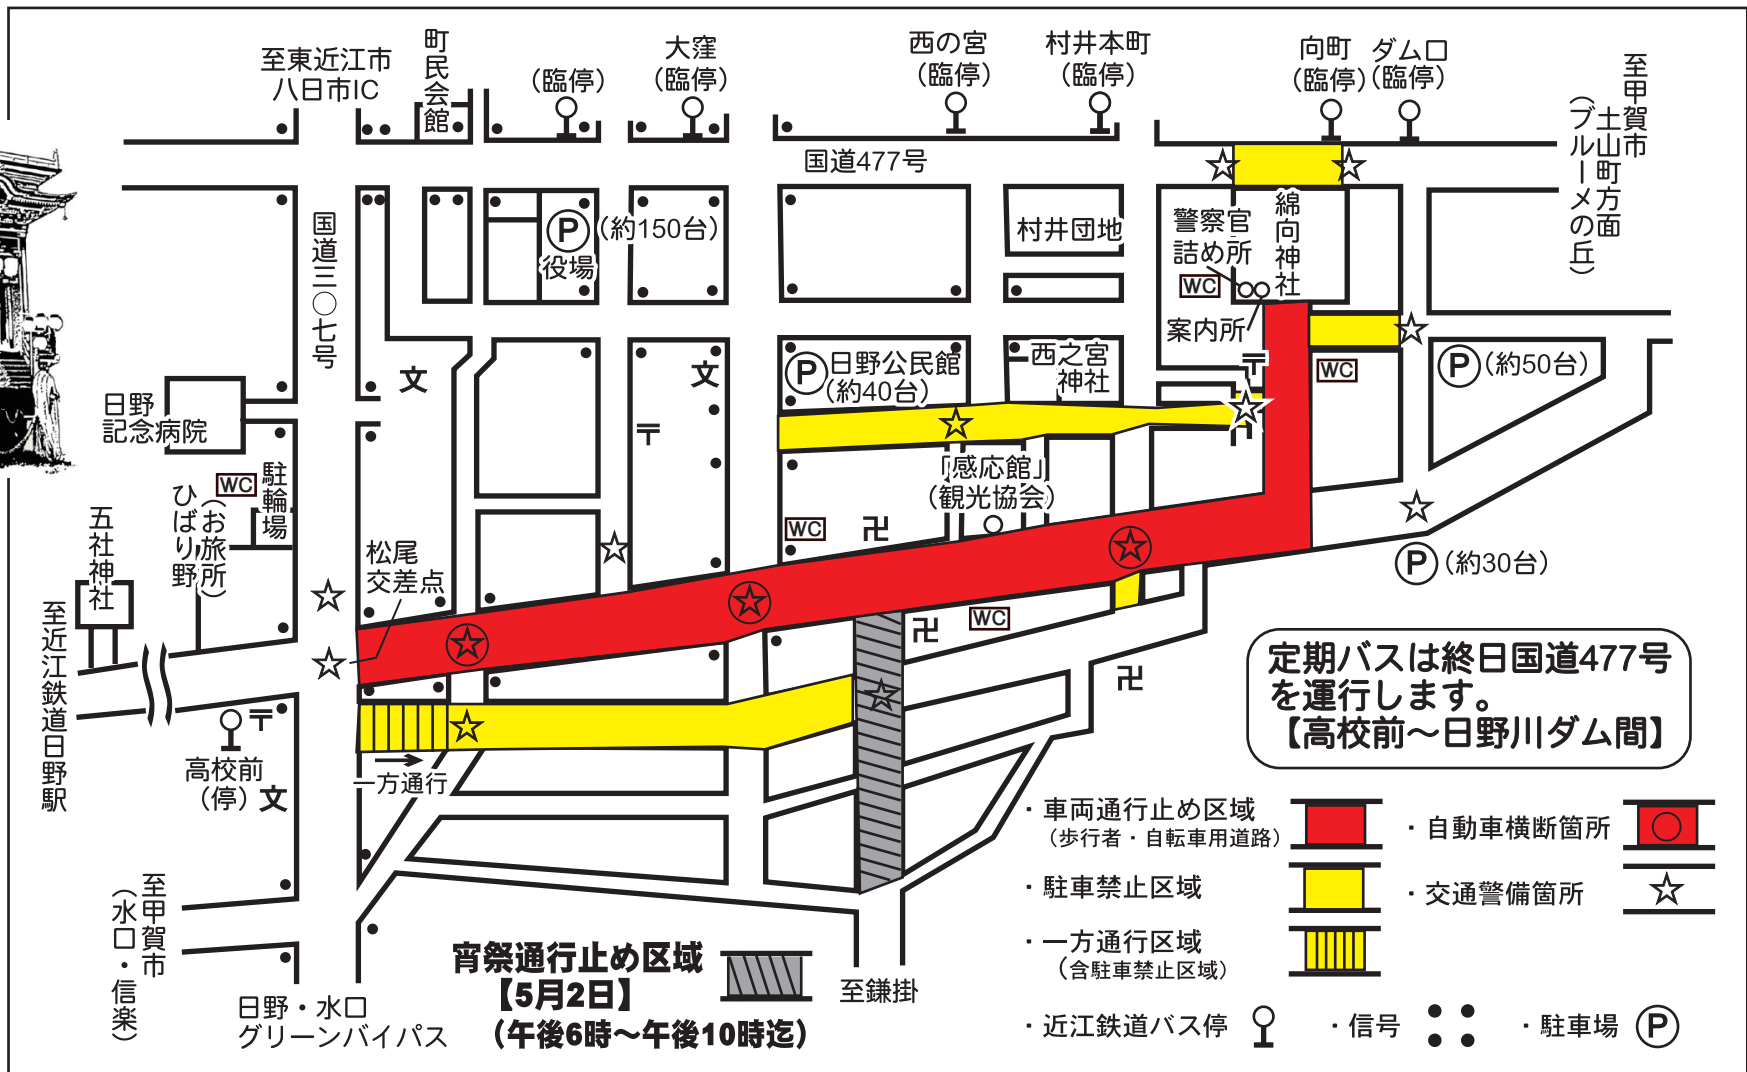 至東近江市
八日市IC
町民会館
(臨停)
大窪
(臨停)
西の宮
(臨停)
村井本町
(臨停)
向町
(臨停)
ダム口
(臨停)
至甲賀市
土山町方面
(ブルーメの丘)
国道477号
国道三〇七号
P
(約150台)
役場
村井団地
警察官
詰め所
綿向神社
WC
案内所
〒
文
文
P
日野公民館
(約40台)
西之宮
神社
WC
P
(約50台)
日野
記念病院
〒
「感応館」
(観光協会)
WC
駐輪場
ひばり野
(お旅所)
WC
卍
五社神社
松尾
交差点
P
(約30台)
WC
卍
卍
至近江鉄道日野駅
〒
高校前
(停)
文
一方通行
定期バスは終日国道477号
を運行します。
【高校前～日野川ダム間】
・車両通行止め区域
(歩行者・自転車用道路)
・自動車横断箇所
・駐車禁止区域
・交通警備箇所
・一方通行区域
(含駐車禁止区域)
・近江鉄道バス停
・信号
・駐車場
P
至甲賀市
(水口・信楽)
日野・水口
グリーンバイパス
宵祭通行止め区域
【5月2日】
(午後6時～午後10時迄)
至鎌掛